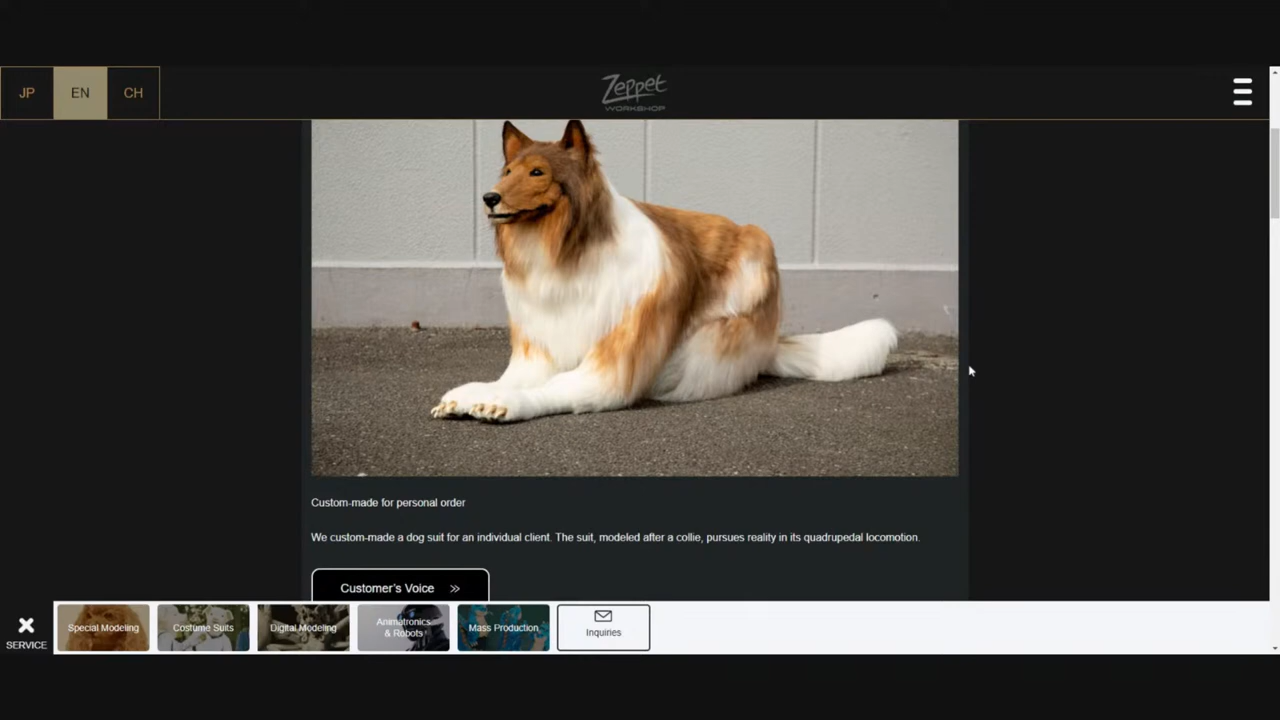 JP EN CH
Zeppet
WORKSHOP
Custom-made for personal order
We custom-made a dog suit for an individual client. The suit, modeled after a collie, pursues reality in its quadrupedal locomotion.
Customer's Voice »
SERVICE
Special Modeling
Costume Suits
Digital Modeling
Animatronics
& Robots
Mass Production
Inquiries